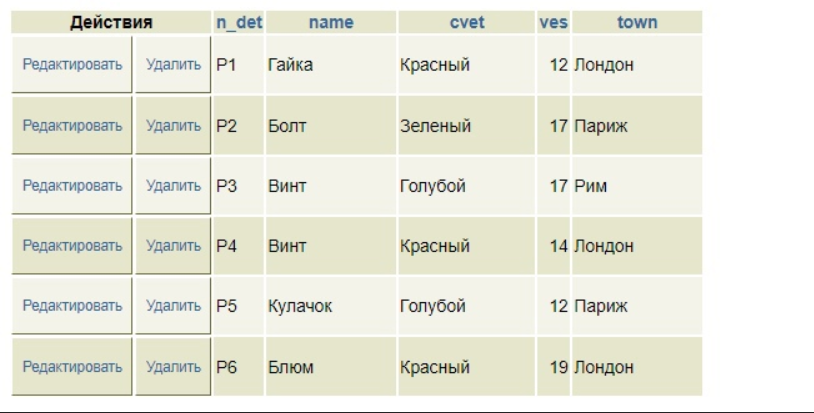 Действия n_det name cvet ves town
Редактировать Удалить P1 Гайка Красный 12 Лондон
Редактировать Удалить P2 Болт Зеленый 17 Париж
Редактировать Удалить P3 Винт Голубой 17 Рим
Редактировать Удалить P4 Винт Красный 14 Лондон
Редактировать Удалить P5 Кулачок Голубой 12 Париж
Редактировать Удалить P6 Блюм Красный 19 Лондон